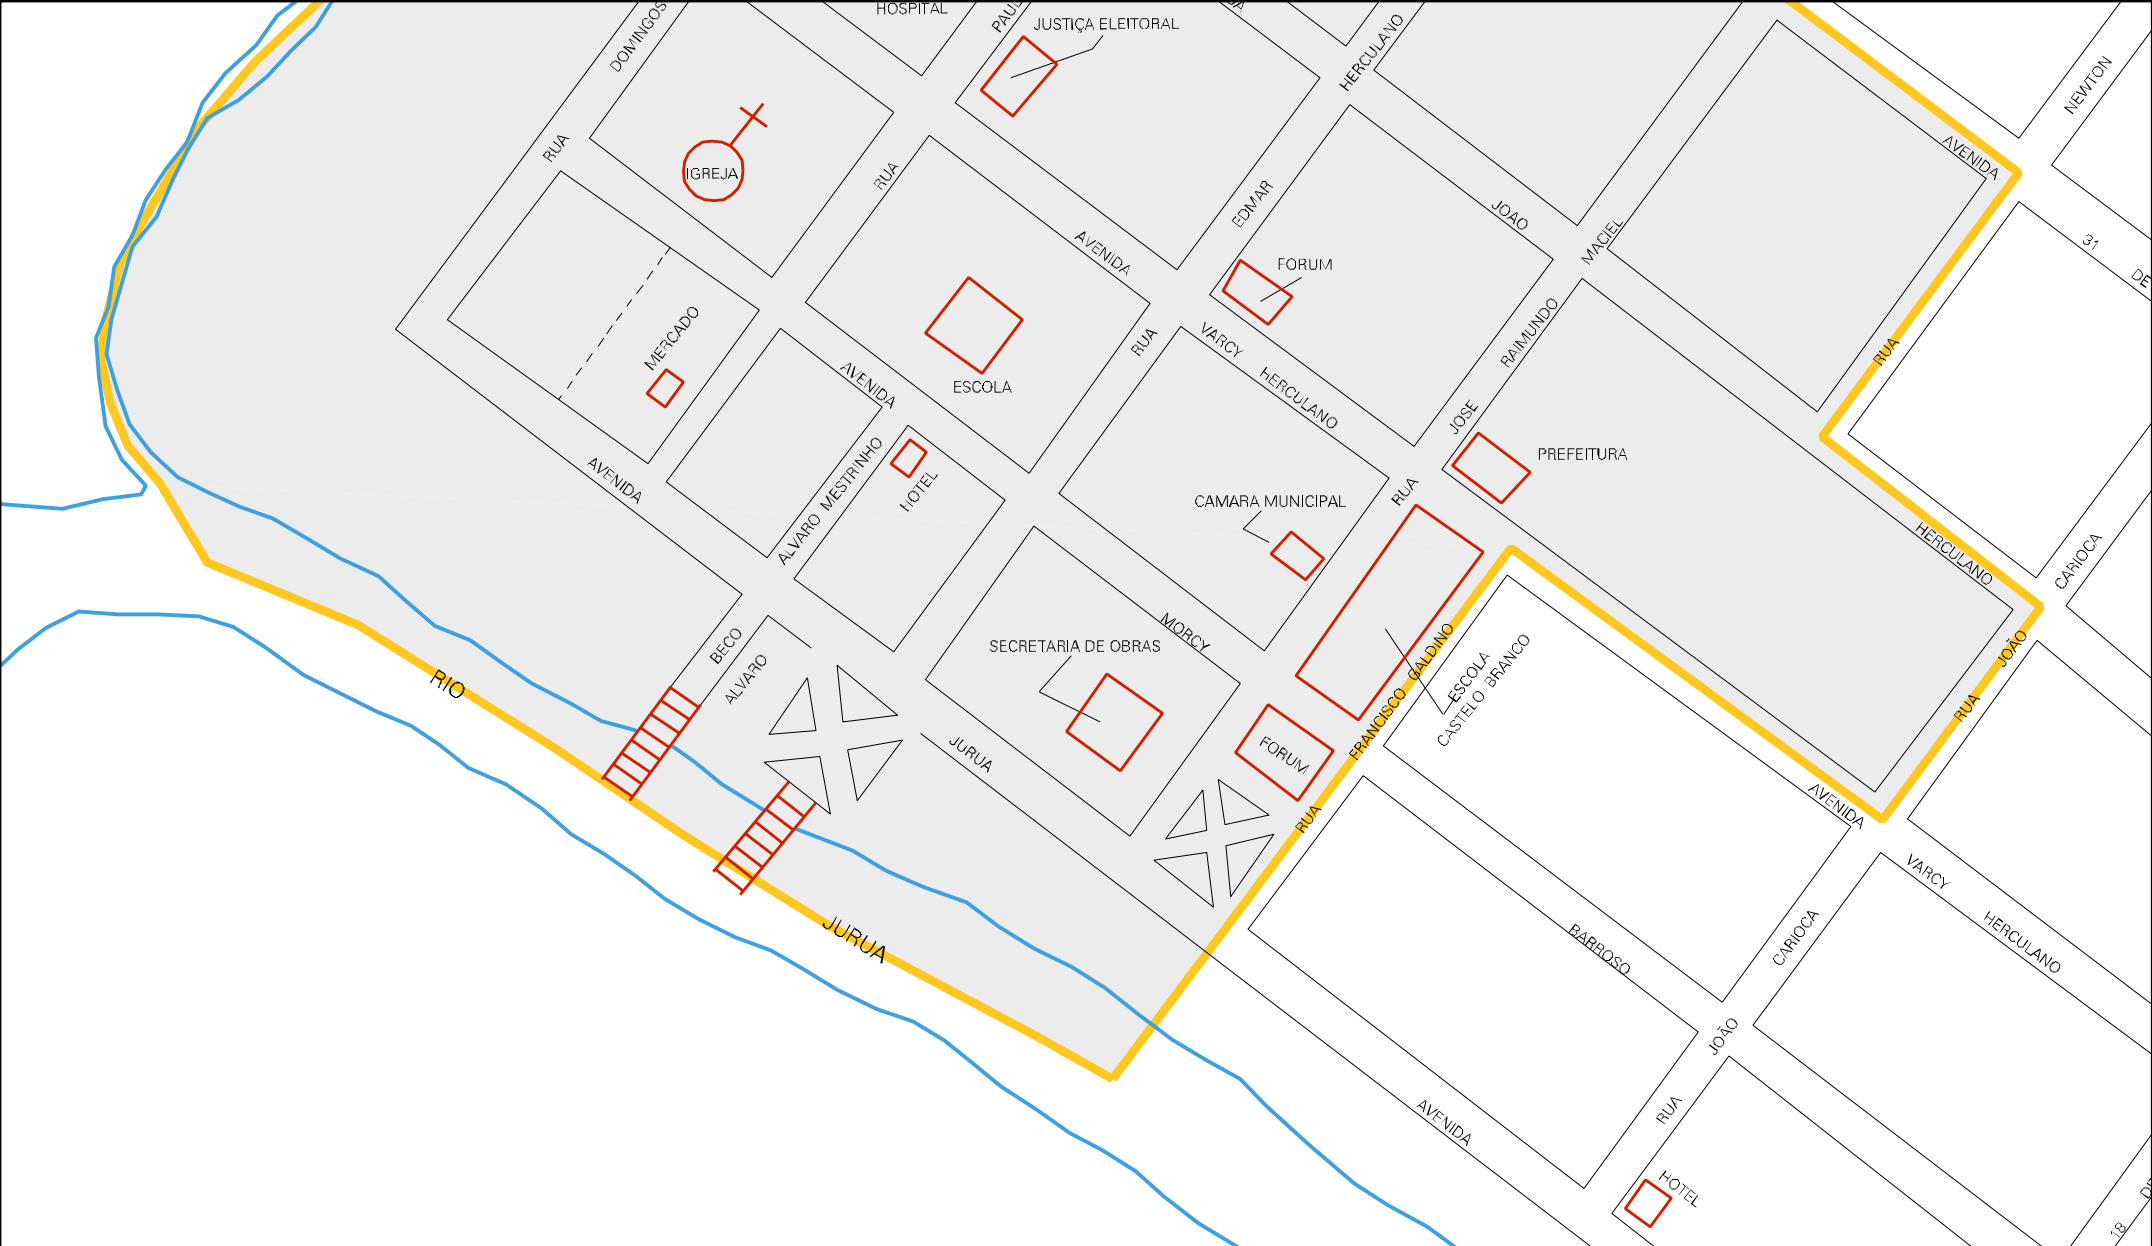 HOSPITAL
DOMINGOS
JUSTIÇA ELEITORAL
HERCULANO
NEWTON
AVENIDA
RUA
IGREJA
RUA
EDMAR
JOAO
MACIEL
31
DE
AVENIDA
FORUM
MERCADO
RUA
VARCY
RAIMUNDO
RUA
AVENIDA
ESCOLA
HERCULANO
JOSE
PREFEITURA
ALVARO MESTRINHO
HOTEL
AVENIDA
CAMARA MUNICIPAL
RUA
HERCULANO
CARIOCA
BECO
ALVARO
SECRETARIA DE OBRAS
MORCY
FRANCISCO GALDINO
ESCOLA
CASTELO BRANCO
JOÃO
RUA
RIO
JURUA
FORUM
RUA
AVENIDA
VARCY
HERCULANO
JURUA
BARROSO
CARIOCA
JOÃO
RUA
AVENIDA
HOTEL
18